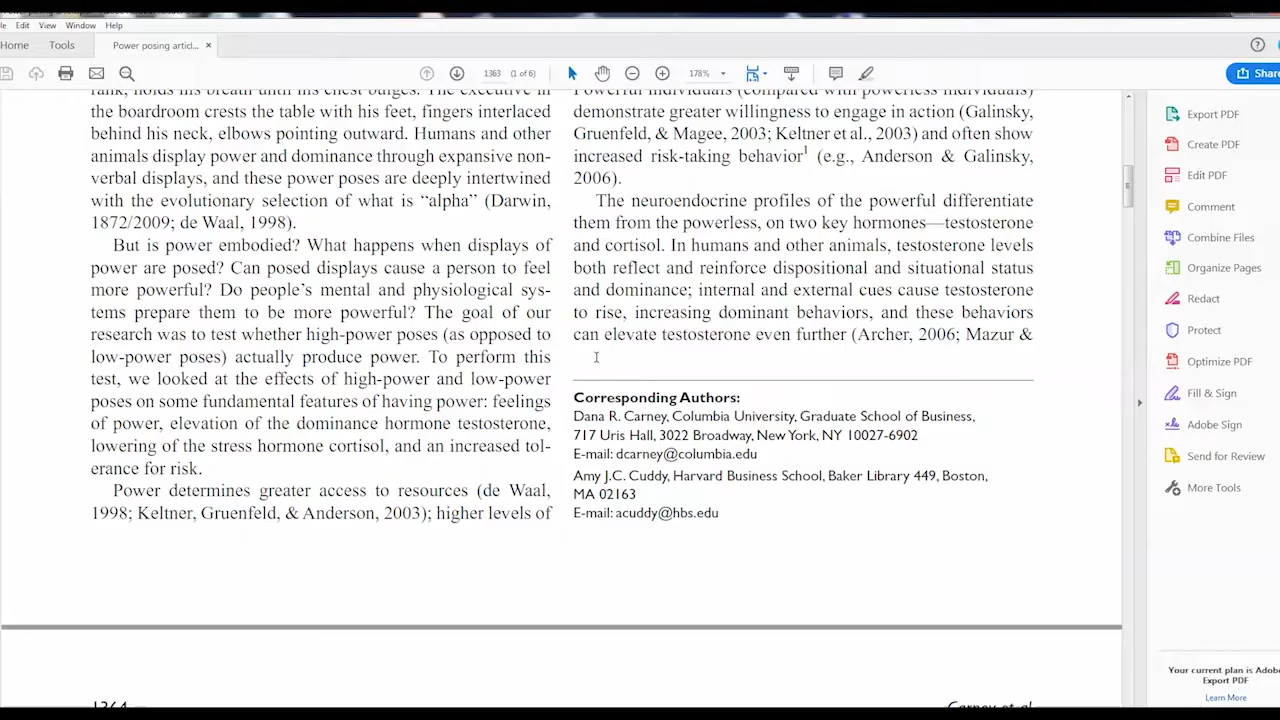 Edit View Window Help
Home Tools Power posing articl... ×
1363 (1 of 6) 178%
Share
rank, holds his breath until his chest bulges. The executive in
the boardroom crests the table with his feet, fingers interlaced
behind his neck, elbows pointing outward. Humans and other
animals display power and dominance through expansive non-
verbal displays, and these power poses are deeply intertwined
with the evolutionary selection of what is “alpha” (Darwin,
1872/2009; de Waal, 1998).
But is power embodied? What happens when displays of
power are posed? Can posed displays cause a person to feel
more powerful? Do people’s mental and physiological sys-
tems prepare them to be more powerful? The goal of our
research was to test whether high-power poses (as opposed to
low-power poses) actually produce power. To perform this
test, we looked at the effects of high-power and low-power
poses on some fundamental features of having power: feelings
of power, elevation of the dominance hormone testosterone,
lowering of the stress hormone cortisol, and an increased tol-
erance for risk.
Power determines greater access to resources (de Waal,
1998; Keltner, Gruenfeld, & Anderson, 2003); higher levels of
Powerful individuals (compared with powerless individuals)
demonstrate greater willingness to engage in action (Galinsky,
Gruenfeld, & Magee, 2003; Keltner et al., 2003) and often show
increased risk-taking behavior1 (e.g., Anderson & Galinsky,
2006).
The neuroendocrine profiles of the powerful differentiate
them from the powerless, on two key hormones—testosterone
and cortisol. In humans and other animals, testosterone levels
both reflect and reinforce dispositional and situational status
and dominance; internal and external cues cause testosterone
to rise, increasing dominant behaviors, and these behaviors
can elevate testosterone even further (Archer, 2006; Mazur &
Corresponding Authors:
Dana R. Carney, Columbia University, Graduate School of Business,
717 Uris Hall, 3022 Broadway, New York, NY 10027-6902
E-mail: dcarney@columbia.edu
Amy J.C. Cuddy, Harvard Business School, Baker Library 449, Boston,
MA 02163
E-mail: acuddy@hbs.edu
1364
Carney et al.
Export PDF
Create PDF
Edit PDF
Comment
Combine Files
Organize Pages
Redact
Protect
Optimize PDF
Fill & Sign
Adobe Sign
Send for Review
More Tools
Your current plan is Adobe
Export PDF
Learn More